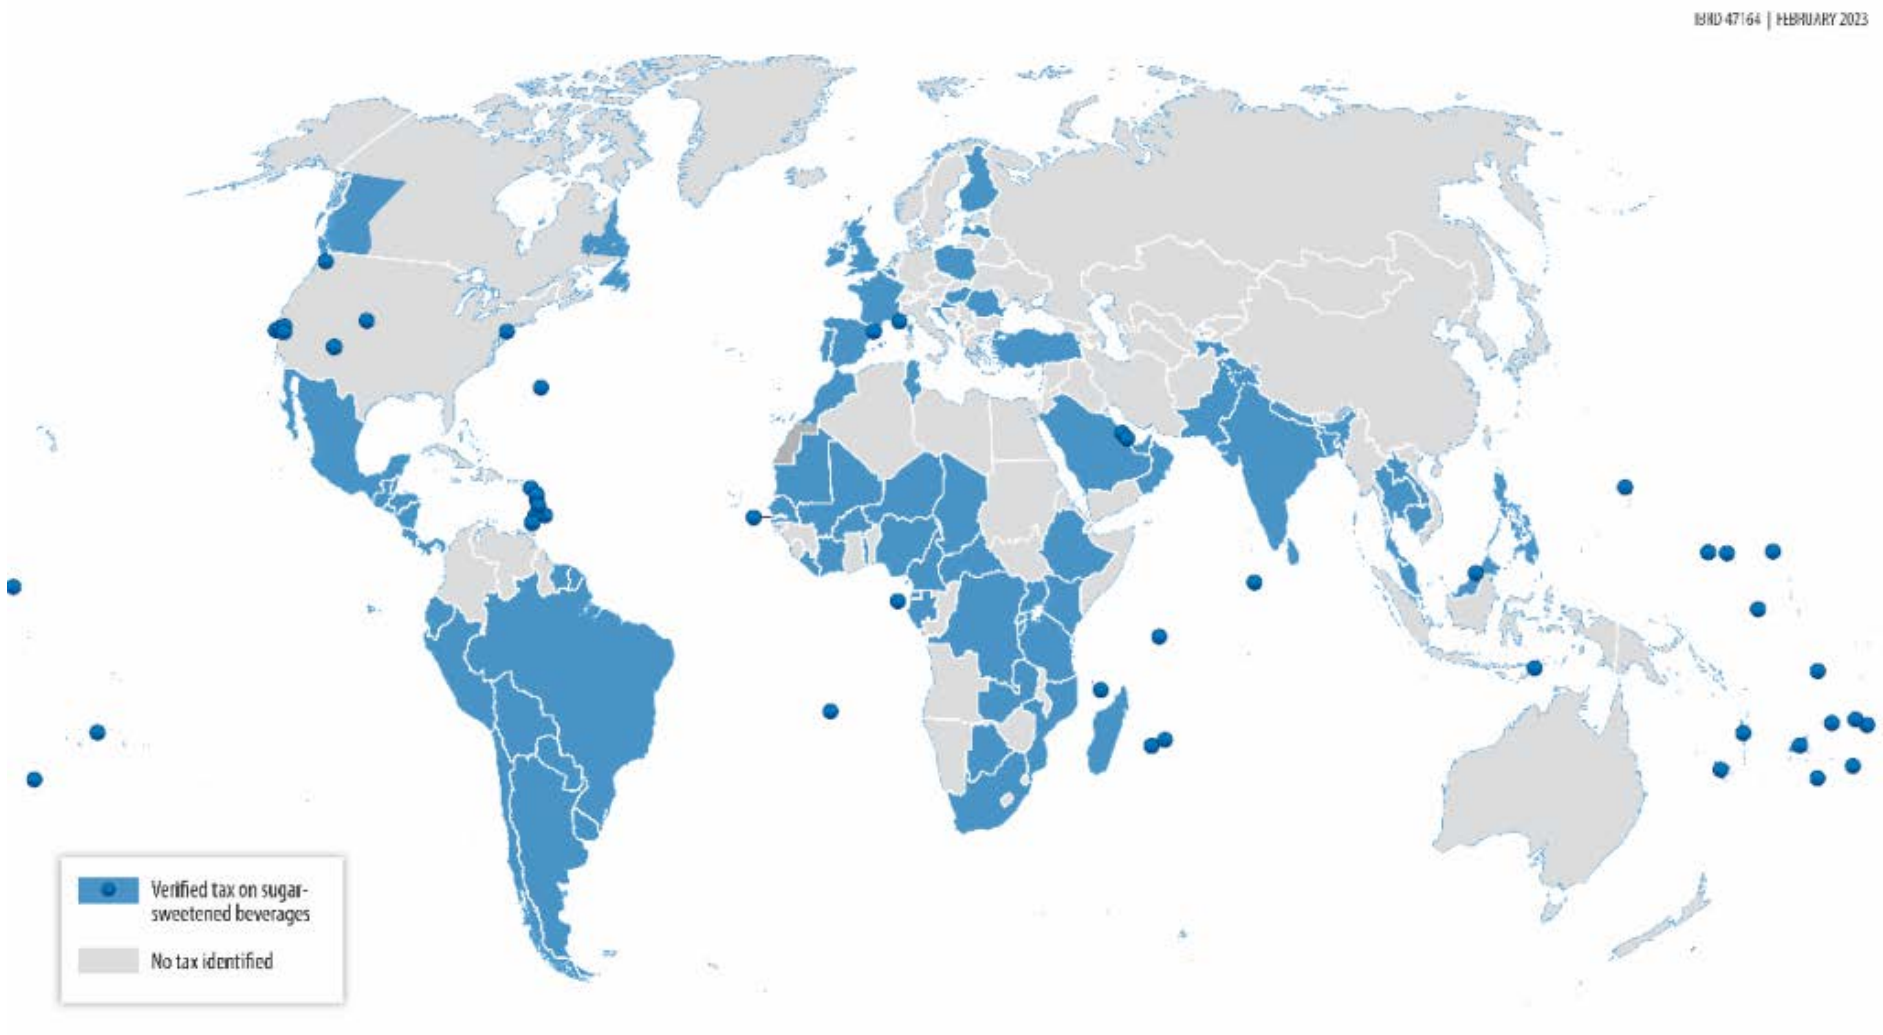 IBRD 47164 | FEBRUARY 2023
Verified tax on sugar-
sweetened beverages
No tax identified